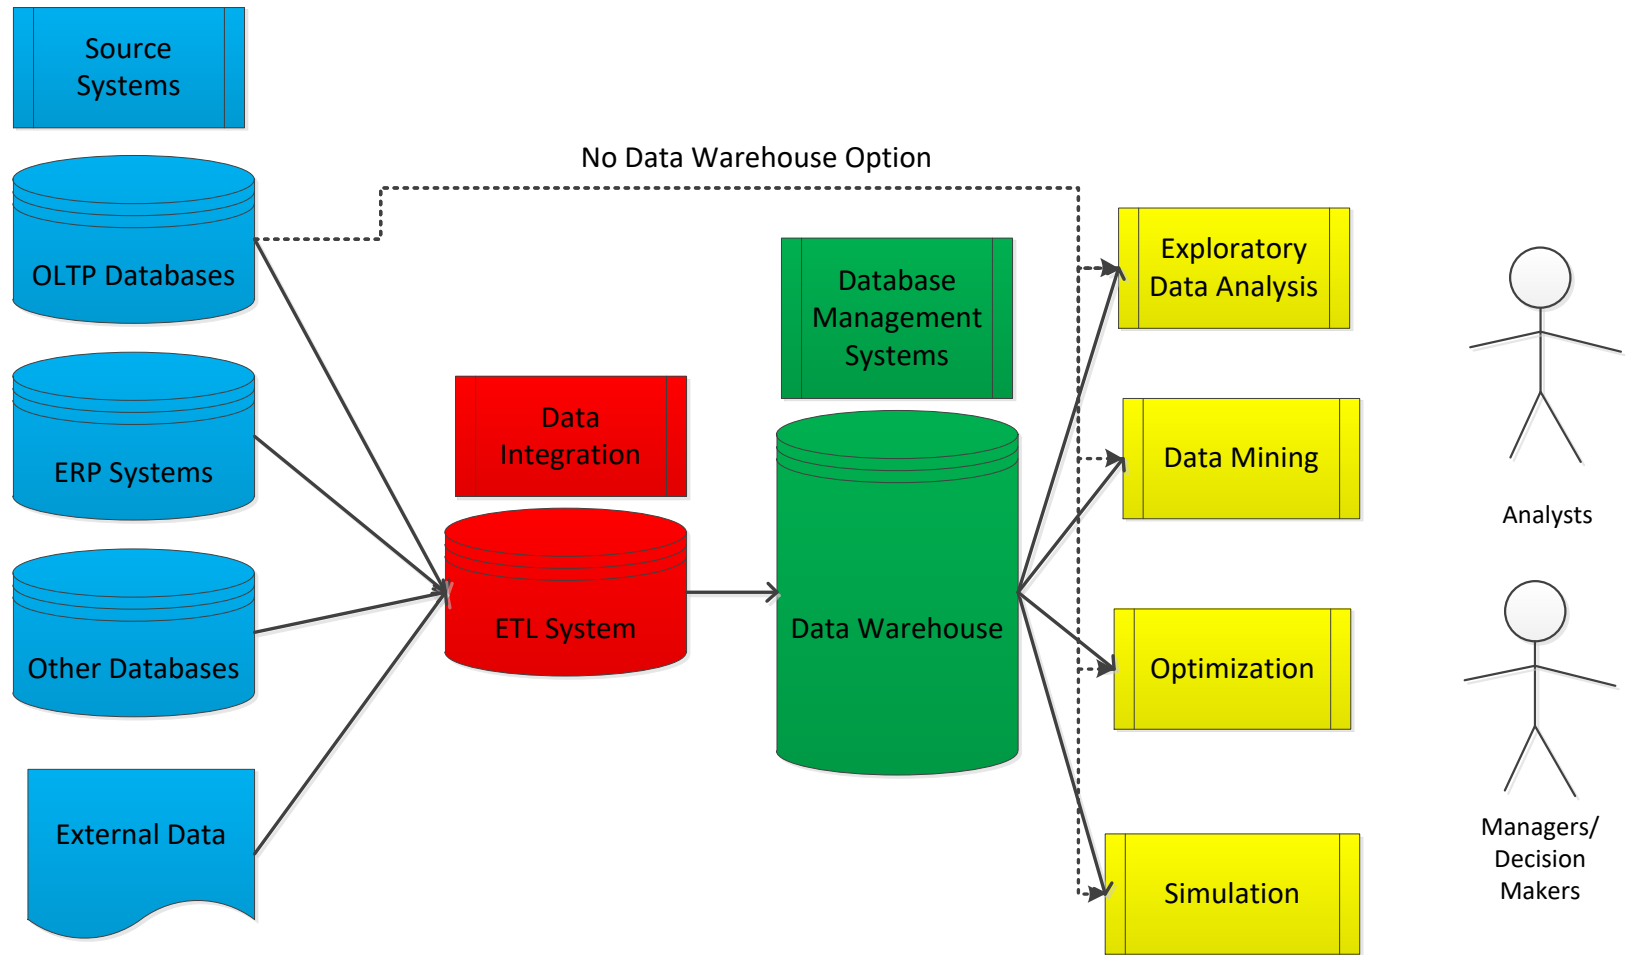 Source
Systems
No Data Warehouse Option
OLTP Databases
ERP Systems
Other Databases
External Data
Data
Integration
ETL System
Database
Management
Systems
Data Warehouse
Exploratory
Data Analysis
Data Mining
Optimization
Simulation
Analysts
Managers/
Decision
Makers